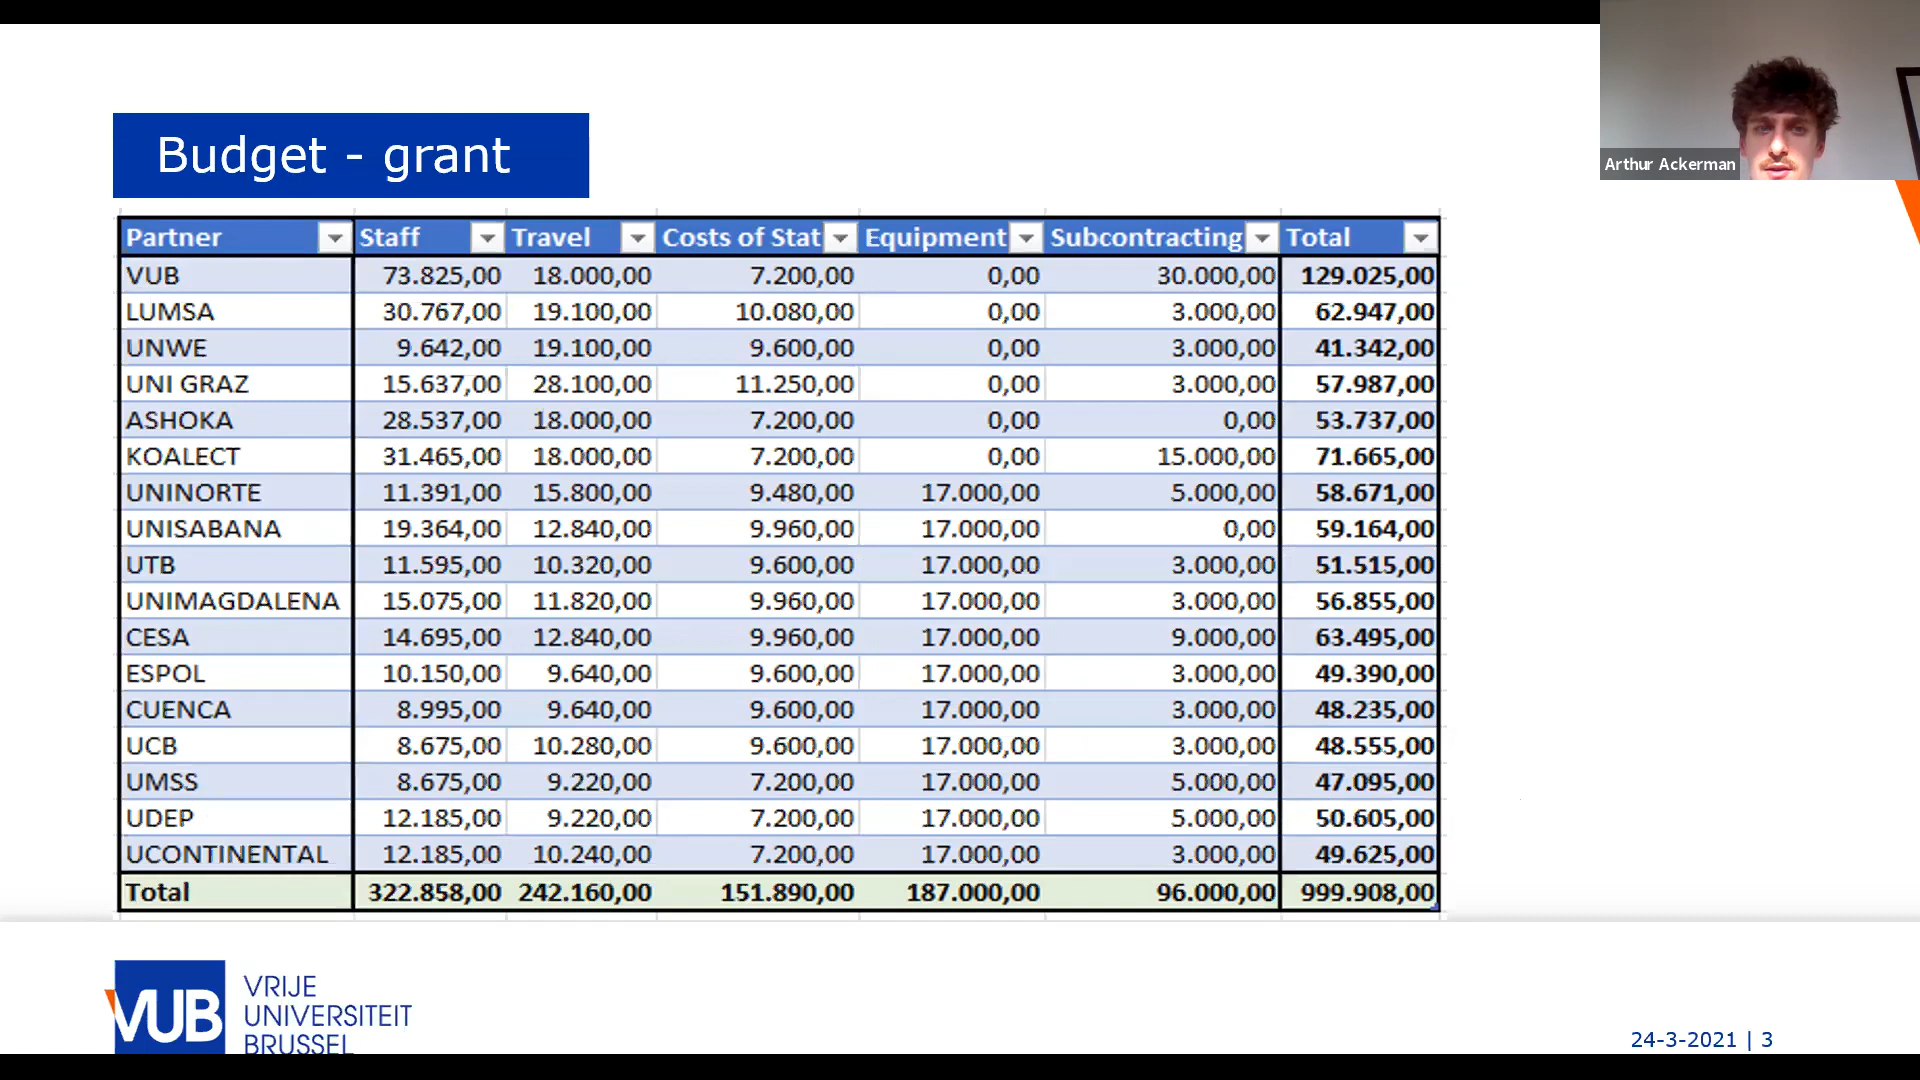 Arthur Ackerman
Budget - grant
Partner Staff Travel Costs of Stat Equipment Subcontracting Total
VUB 73.825,00 18.000,00 7.200,00 0,00 30.000,00 129.025,00
LUMSA 30.767,00 19.100,00 10.080,00 0,00 3.000,00 62.947,00
UNWE 9.642,00 19.100,00 9.600,00 0,00 3.000,00 41.342,00
UNI GRAZ 15.637,00 28.100,00 11.250,00 0,00 3.000,00 57.987,00
ASHOKA 28.537,00 18.000,00 7.200,00 0,00 0,00 53.737,00
KOALECT 31.465,00 18.000,00 7.200,00 0,00 15.000,00 71.665,00
UNINORTE 11.391,00 15.800,00 9.480,00 17.000,00 5.000,00 58.671,00
UNISABANA 19.364,00 12.840,00 9.960,00 17.000,00 0,00 59.164,00
UTB 11.595,00 10.320,00 9.600,00 17.000,00 3.000,00 51.515,00
UNIMAGDALENA 15.075,00 11.820,00 9.960,00 17.000,00 3.000,00 56.855,00
CESA 14.695,00 12.840,00 9.960,00 17.000,00 9.000,00 63.495,00
ESPOL 10.150,00 9.640,00 9.600,00 17.000,00 3.000,00 49.390,00
CUENCA 8.995,00 9.640,00 9.600,00 17.000,00 3.000,00 48.235,00
UCB 8.675,00 10.280,00 9.600,00 17.000,00 3.000,00 48.555,00
UMSS 8.675,00 9.220,00 7.200,00 17.000,00 5.000,00 47.095,00
UDEP 12.185,00 9.220,00 7.200,00 17.000,00 5.000,00 50.605,00
UCONTINENTAL 12.185,00 10.240,00 7.200,00 17.000,00 3.000,00 49.625,00
Total 322.858,00 242.160,00 151.890,00 187.000,00 96.000,00 999.908,00
VUB
VRIJE
UNIVERSITEIT
BRUSSEL
24-3-2021 | 3